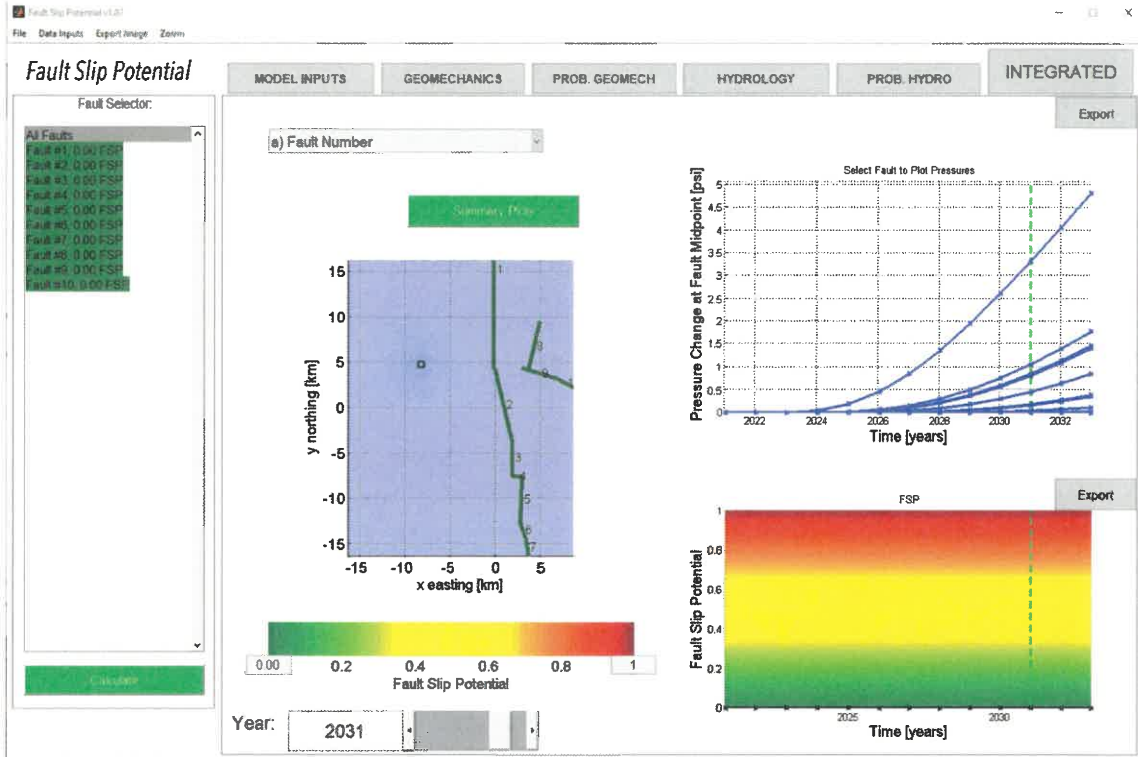 Fault Slip Potential v1.07
File Data Inputs Export Image Zoom
Fault Slip Potential
MODEL INPUTS
GEOMECHANICS
PROB. GEOMECH
HYDROLOGY
PROB. HYDRO
INTEGRATED
Fault Selector:
All Faults
Fault #1, 0.00 FSP
Fault #2, 0.00 FSP
Fault #3, 0.00 FSP
Fault #4, 0.00 FSP
Fault #5, 0.00 FSP
Fault #6, 0.00 FSP
Fault #7, 0.00 FSP
Fault #8, 0.00 FSP
Fault #9, 0.00 FSP
Fault #10, 0.00 FSP
Calculate
a) Fault Number
Summary Plots
15
10
5
0
-5
-10
-15
y northing [km]
1
2
3
4
5
6
7
8
9
-15 -10 -5 0 5
x easting [km]
0.00 0.2 0.4 0.6 0.8 1
Fault Slip Potential
Year: 2031
Export
Select Fault to Plot Pressures
Pressure Change at Fault Midpoint [psi]
5
4.5
4
3.5
3
2.5
2
1.5
1
0.5
0
2022 2024 2026 2028 2030 2032
Time [years]
Export
FSP
Fault Slip Potential
1
0.8
0.6
0.4
0.2
0
2025 2030
Time [years]